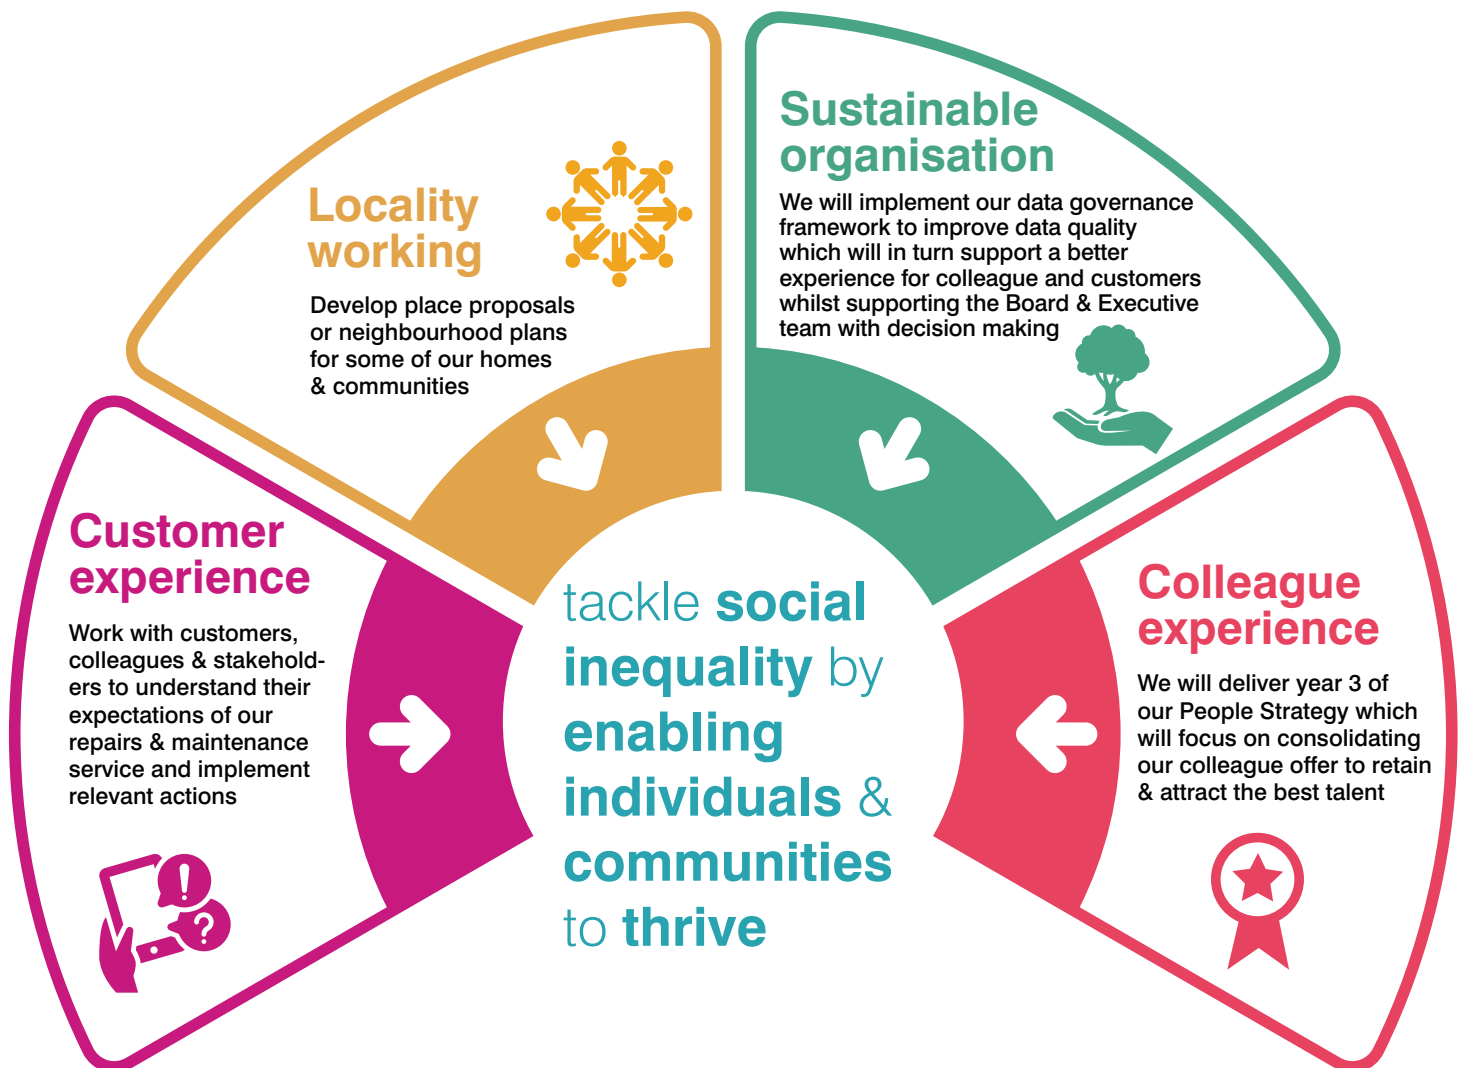 Locality
working
Develop place proposals
or neighbourhood plans
for some of our homes
& communities
Sustainable
organisation
We will implement our data governance
framework to improve data quality
which will in turn support a better
experience for colleague and customers
whilst supporting the Board & Executive
team with decision making
Customer
experience
Work with customers,
colleagues & stakehold-
ers to understand their
expectations of our
repairs & maintenance
service and implement
relevant actions
!
?
tackle social
inequality by
enabling
individuals &
communities
to thrive
Colleague
experience
We will deliver year 3 of
our People Strategy which
will focus on consolidating
our colleague offer to retain
& attract the best talent